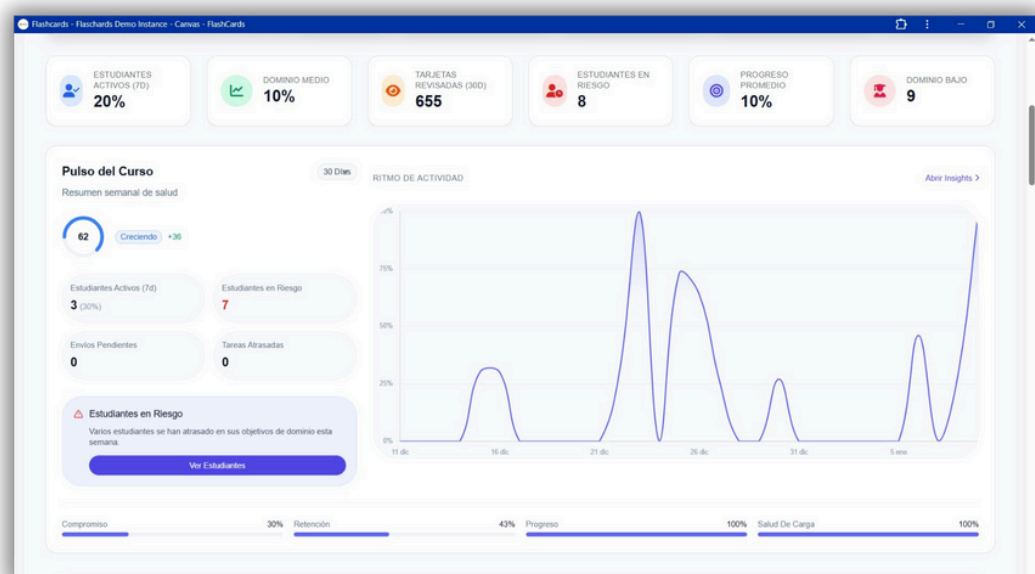 Flashcards - Flaschards Demo Instance - Canvas - FlashCards
ESTUDIANTES
ACTIVOS (7D)
20%
DOMINIO MEDIO
10%
TARJETAS
REVISADAS (30D)
655
ESTUDIANTES EN
RIESGO
8
PROGRESO
PROMEDIO
10%
DOMINIO BAJO
9
Pulso del Curso
30 Días
Resumen semanal de salud
62
Creciendo +36
Estudiantes Activos (7d)
3 (30%)
Estudiantes en Riesgo
7
Envíos Pendientes
0
Tareas Atrasadas
0
Estudiantes en Riesgo
Varios estudiantes se han atrasado en sus objetivos de dominio esta
semana.
Ver Estudiantes
RITMO DE ACTIVIDAD
Abrir Insights >
75%
50%
25%
0%
11 dic
16 dic
21 dic
26 dic
31 dic
5 ene
Compromiso 30%
Retención 43%
Progreso 100%
Salud De Carga 100%